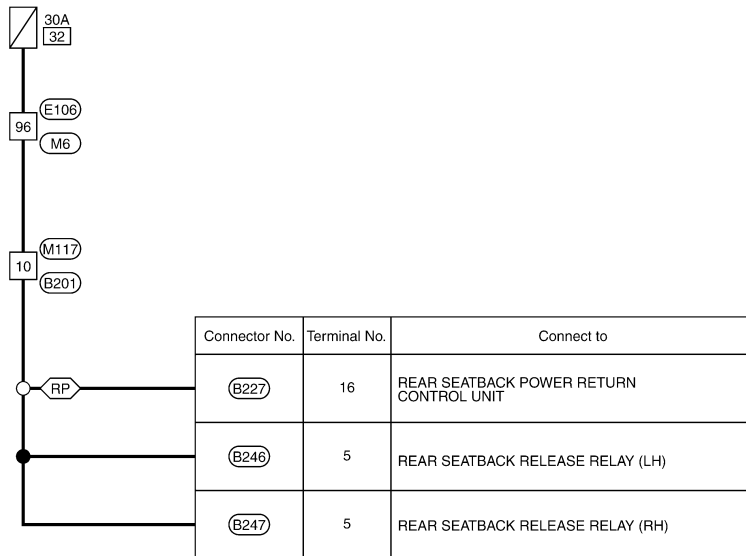 30A
32
E106
96
M6
M117
10
B201
Connector No. Terminal No. Connect to
RP
B227 16 REAR SEATBACK POWER RETURN
CONTROL UNIT
B246 5 REAR SEATBACK RELEASE RELAY (LH)
B247 5 REAR SEATBACK RELEASE RELAY (RH)